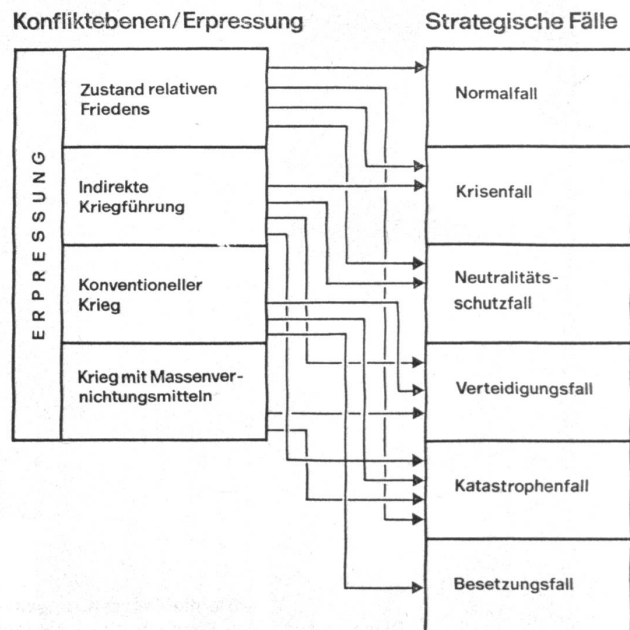 Konfliktebenen/Erpressung
Strategische Fälle
ERPRESSUNG
Zustand relativen
Friedens
Indirekte
Kriegführung
Konventioneller
Krieg
Krieg mit Massenver-
nichtungsmitteln
Normalfall
Krisenfall
Neutralitäts-
schutzfall
Verteidigungsfall
Katastrophenfall
Besetzungsfall